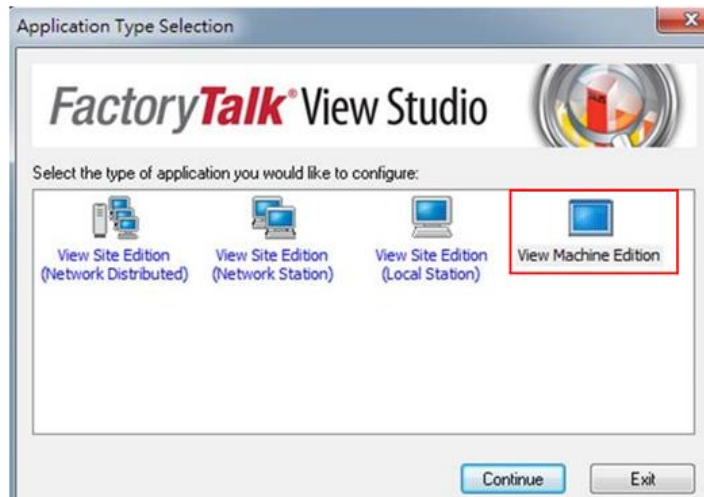 Application Type Selection
FactoryTalk® View Studio
Select the type of application you would like to configure:
View Site Edition
(Network Distributed)
View Site Edition
(Network Station)
View Site Edition
(Local Station)
View Machine Edition
Continue
Exit